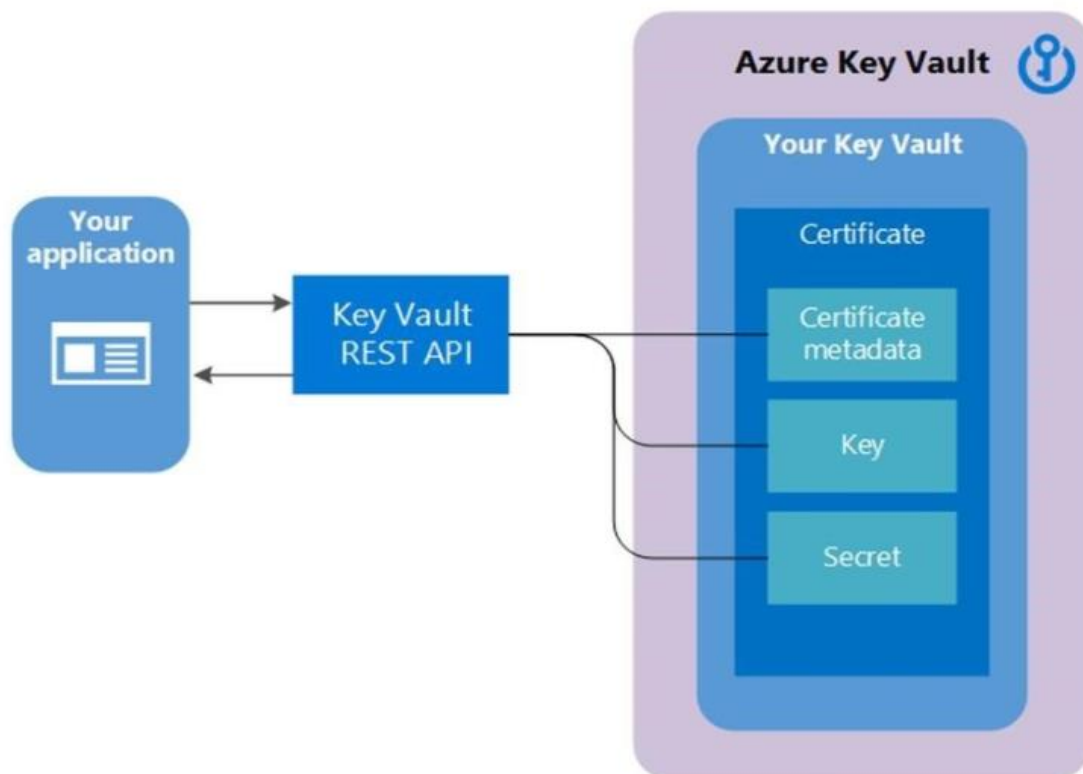 Azure Key Vault
Your Key Vault
Your
application
Certificate
Key Vault
REST API
Certificate
metadata
Key
Secret